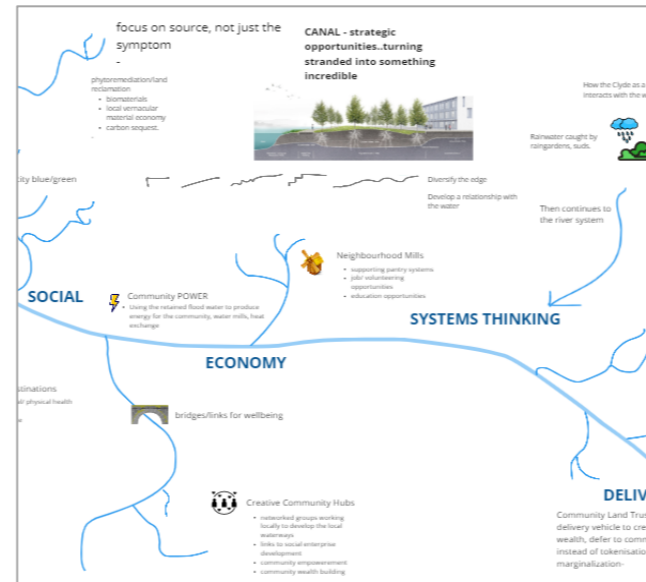 focus on source, not just the
symptom
-
phytoremediation/land
reclamation
• biomaterials
• local vernacular
material economy
• carbon sequest.
CANAL - strategic
opportunities..turning
stranded into something
incredible
How the Clyde as a
interacts with the w
Rainwater caught by
raingardens, suds.
city blue/green
Diversify the edge
Develop a relationship with
the water
Then continues to
the river system
Neighbourhood Mills
• supporting pantry systems
• job/ volunteering
opportunities
• education opportunities
SOCIAL
Community POWER
• Using the retained flood water to produce
energy for the community, water mills, heat
exchange
SYSTEMS THINKING
ECONOMY
stinations
al/ physical health
bridges/links for wellbeing
Creative Community Hubs
• networked groups working
locally to develop the local
waterways
• links to social enterprise
development
• community empowerement
• community wealth building
DELIV
Community Land Trus
delivery vehicle to cre
wealth, defer to comm
instead of tokenisatio
marginalization-